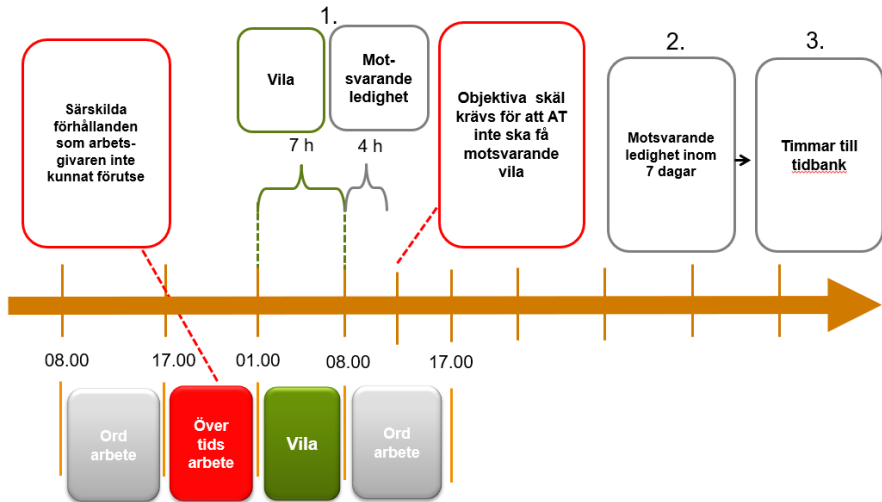 1.
2.
3.
Särskilda
förhållanden
som arbets-
givaren inte
kunnat förutse
Vila
Mot-
svarande
ledighet
7 h
4 h
Objektiva skäl
krävs för att AT
inte ska få
motsvarande
vila
Motsvarande
ledighet inom
7 dagar
Timmar till
tidbank
08.00
17.00
01.00
08.00
17.00
Ord
arbete
Över
tids
arbete
Vila
Ord
arbete